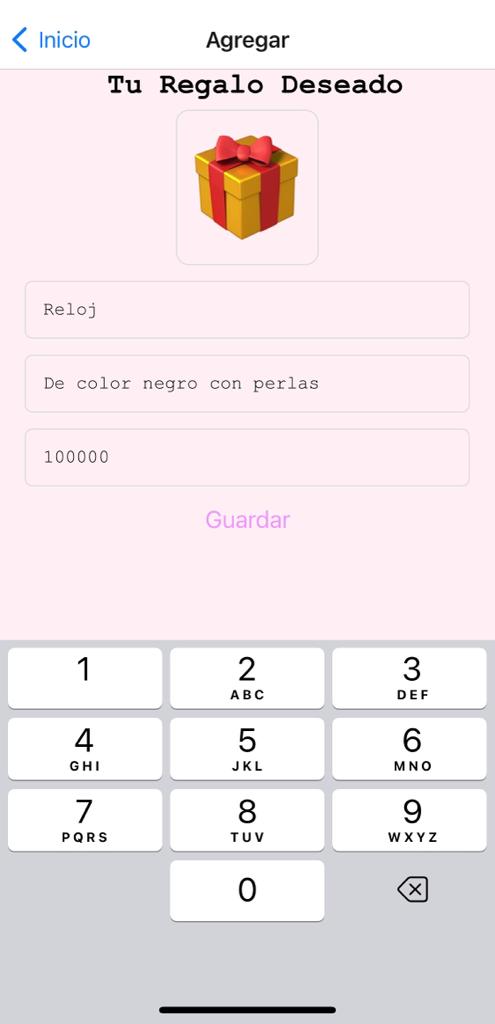 Inicio
Agregar
Tu Regalo Deseado
Reloj
De color negro con perlas
100000
Guardar
1 2 3
ABC DEF
4 5 6
GHI JKL MNO
7 8 9
PQRS TUV WXYZ
0